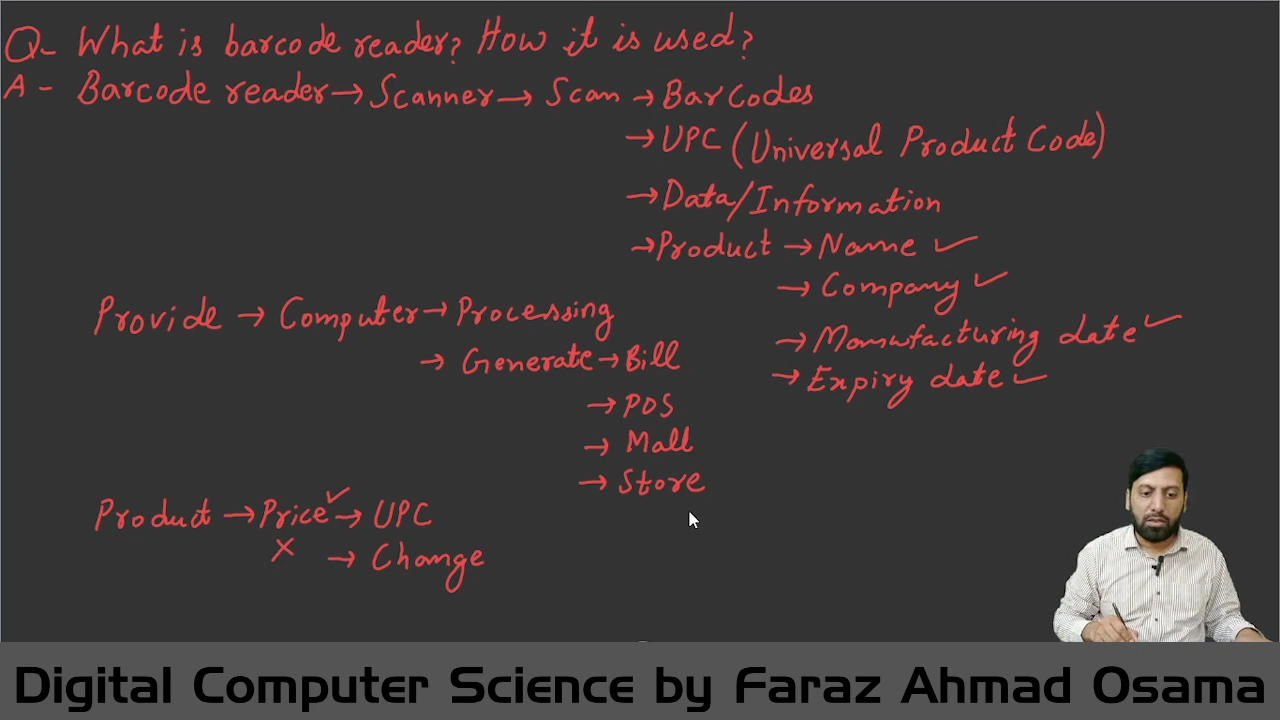 Q- What is barcode reader? How it is used?
A- Barcode reader → Scanner → Scan → Barcodes
→ UPC (Universal Product Code)
→ Data/Information
→ Product → Name ✓
→ Company ✓
→ Manufacturing date ✓
→ Expiry date ✓
Provide → Computer → Processing
→ Generate → Bill
→ POS
→ Mall
→ Store
Product → Price ✓ → UPC
✗ → Change
Digital Computer Science by Faraz Ahmad Osama